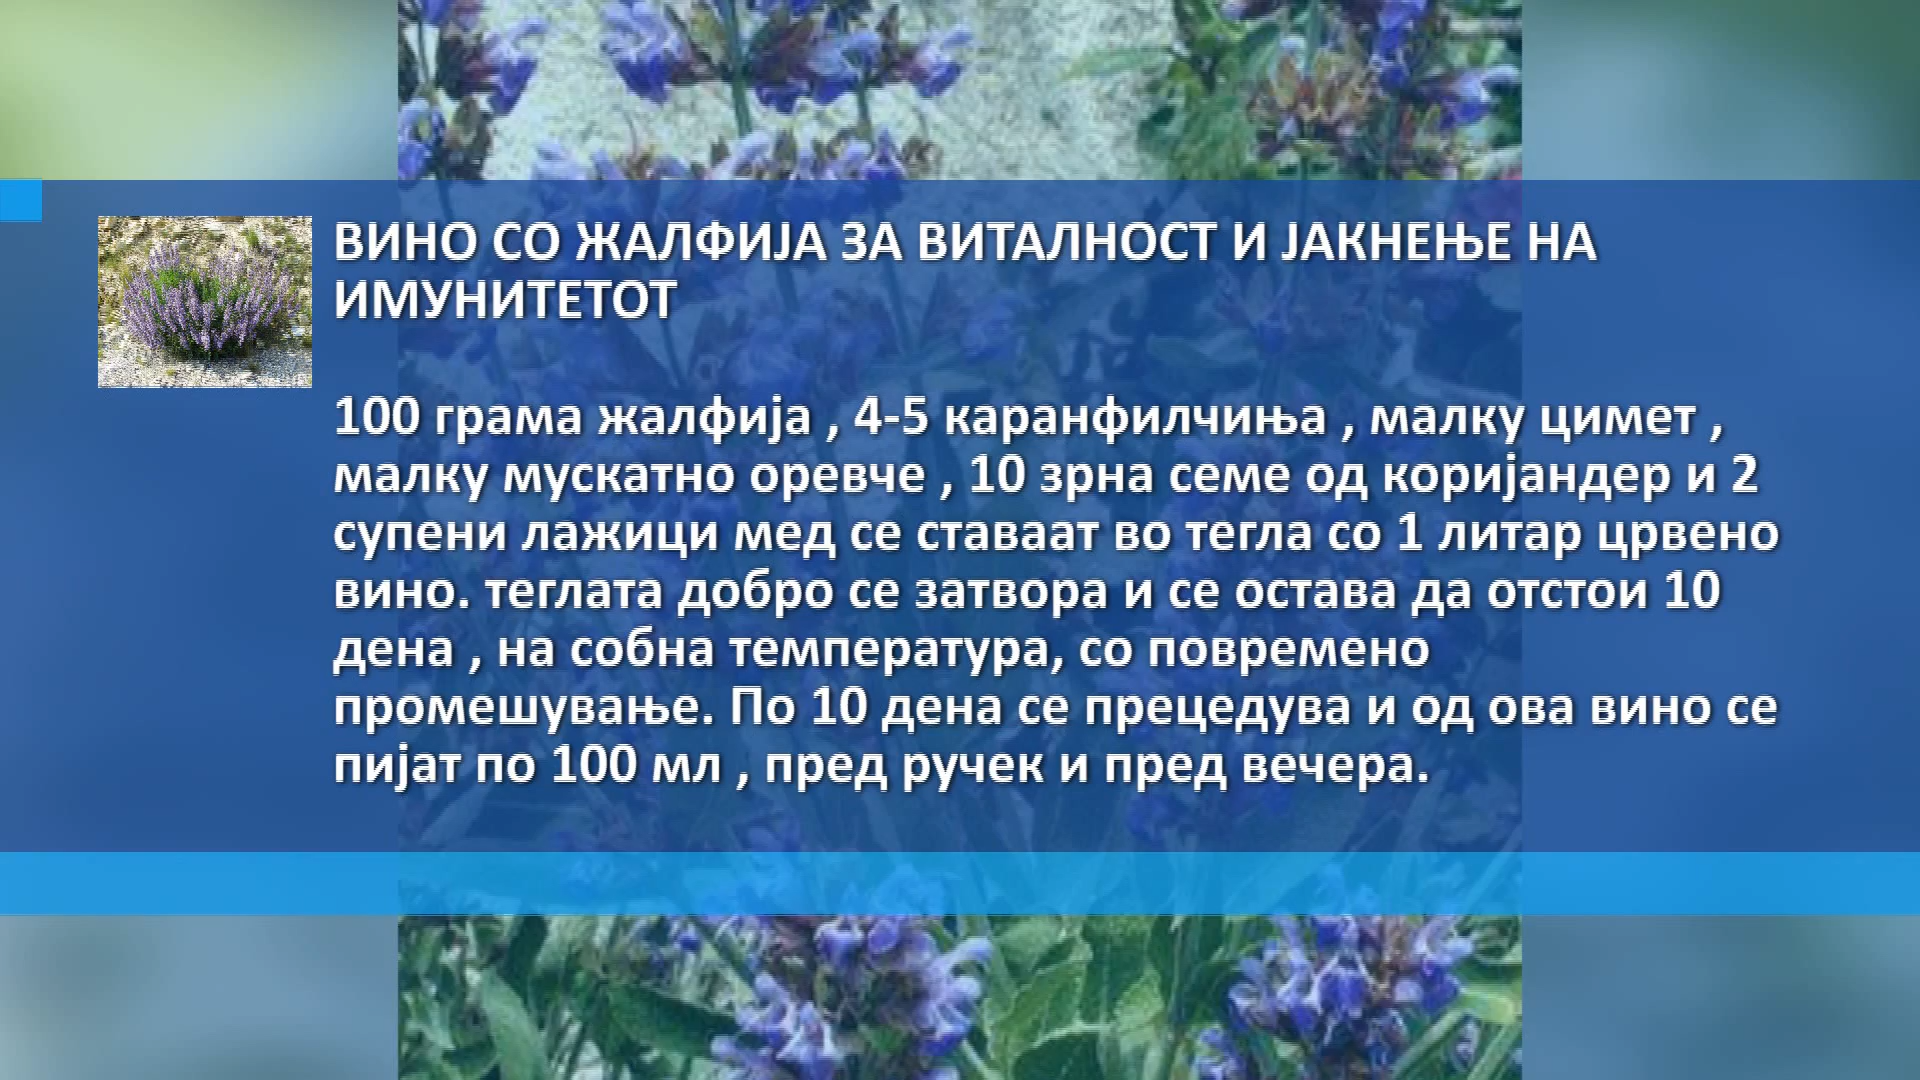 ВИНО СО ЖАЛФИЈА ЗА ВИТАЛНОСТ И ЈАКНЕЊЕ НА
ИМУНИТЕТОТ
100 грама жалфија , 4-5 каранфилчиња , малку цимет ,
малку мускатно оревче , 10 зрна семе од коријандер и 2
супени лажици мед се ставаат во тегла со 1 литар црвено
вино. теглата добро се затвора и се остава да отстои 10
дена , на собна температура, со повремено
промешување. По 10 дена се прецедува и од ова вино се
пијат по 100 мл , пред ручек и пред вечера.